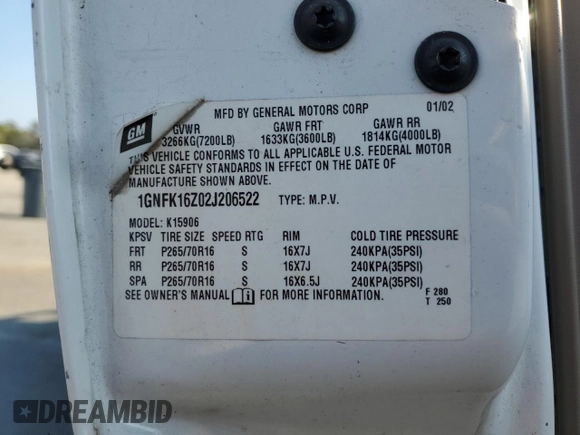 MFD BY GENERAL MOTORS CORP 01/02
GM
GVWR GAWR FRT GAWR RR
3266KG(7200LB) 1633KG(3600LB) 1814KG(4000LB)
THIS VEHICLE CONFORMS TO ALL APPLICABLE U.S. FEDERAL MOTOR
VEHICLE SAFETY STANDARDS IN EFFECT ON THE DATE OF
MANUFACTURE SHOWN ABOVE.
1GNFK16Z02J206522 TYPE: M.P.V.
MODEL: K15906
KPSV TIRE SIZE SPEED RTG RIM COLD TIRE PRESSURE
FRT P265/70R16 S 16X7J 240KPA(35PSI)
RR P265/70R16 S 16X7J 240KPA(35PSI)
SPA P265/70R16 S 16X6.5J 240KPA(35PSI)
SEE OWNER'S MANUAL FOR MORE INFORMATION.
F 280
T 250
DREAMBID